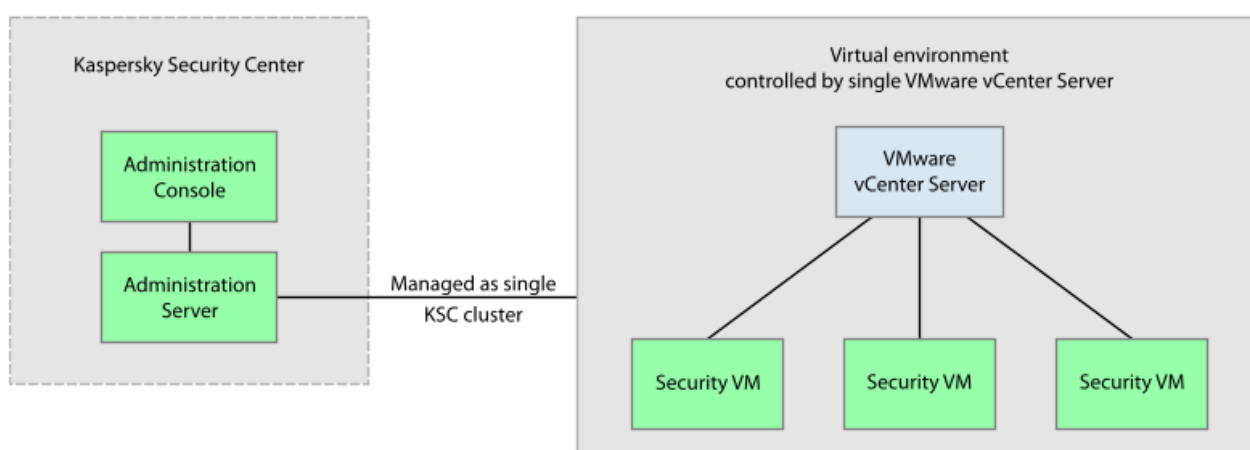 Kaspersky Security Center
Administration
Console
Administration
Server
Managed as single
KSC cluster
Virtual environment
controlled by single VMware vCenter Server
VMware
vCenter Server
Security VM
Security VM
Security VM